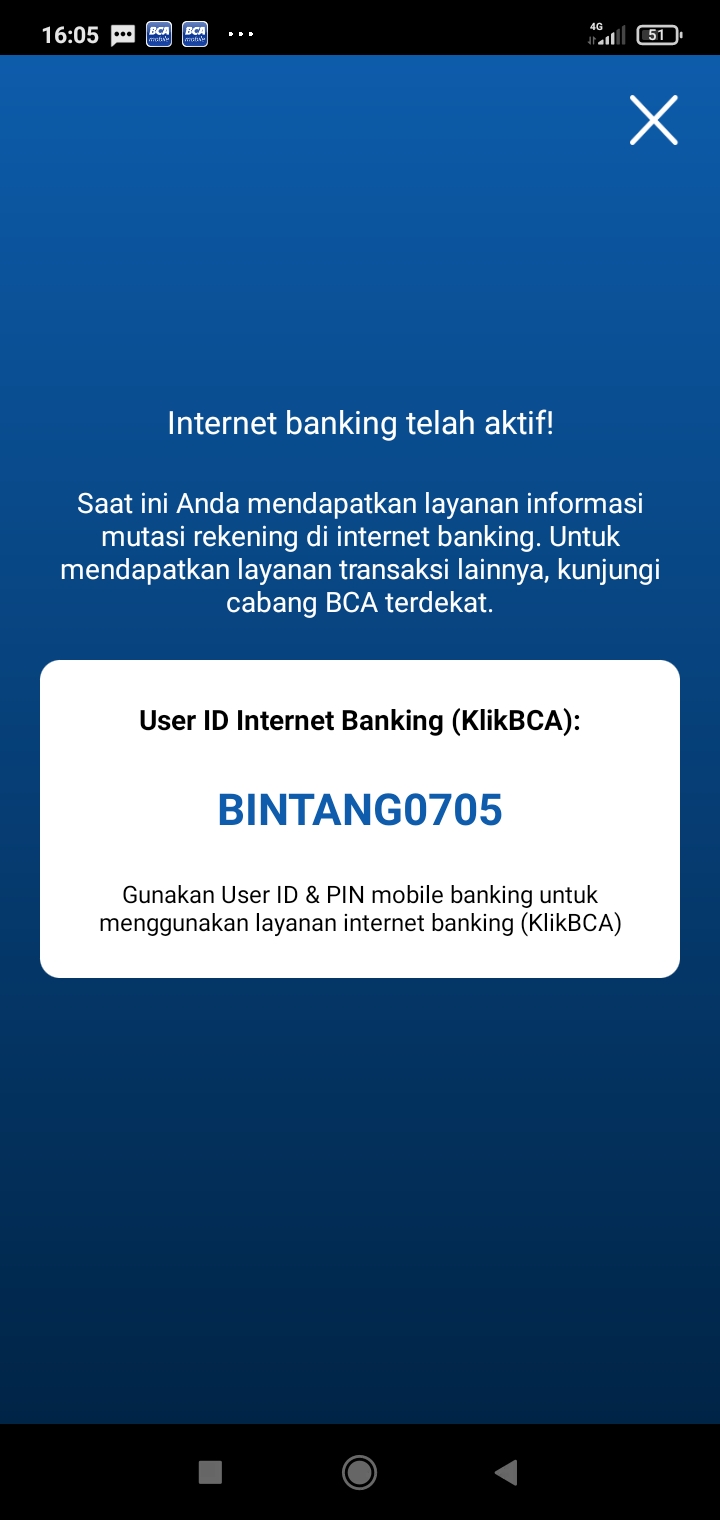 16:05 BCA mobile BCA mobile ... 4G 51
Internet banking telah aktif!
Saat ini Anda mendapatkan layanan informasi
mutasi rekening di internet banking. Untuk
mendapatkan layanan transaksi lainnya, kunjungi
cabang BCA terdekat.
User ID Internet Banking (KlikBCA):
BINTANG0705
Gunakan User ID & PIN mobile banking untuk
menggunakan layanan internet banking (KlikBCA)